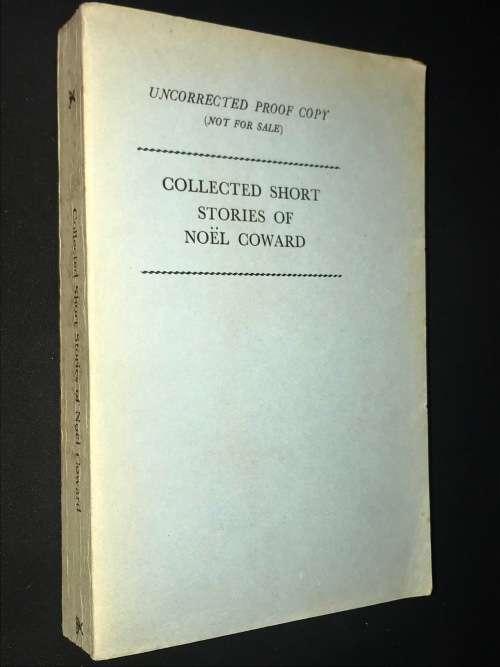 UNCORRECTED PROOF COPY
(NOT FOR SALE)
COLLECTED SHORT
STORIES OF
NOËL COWARD
Collected Short Stories of Noël Coward